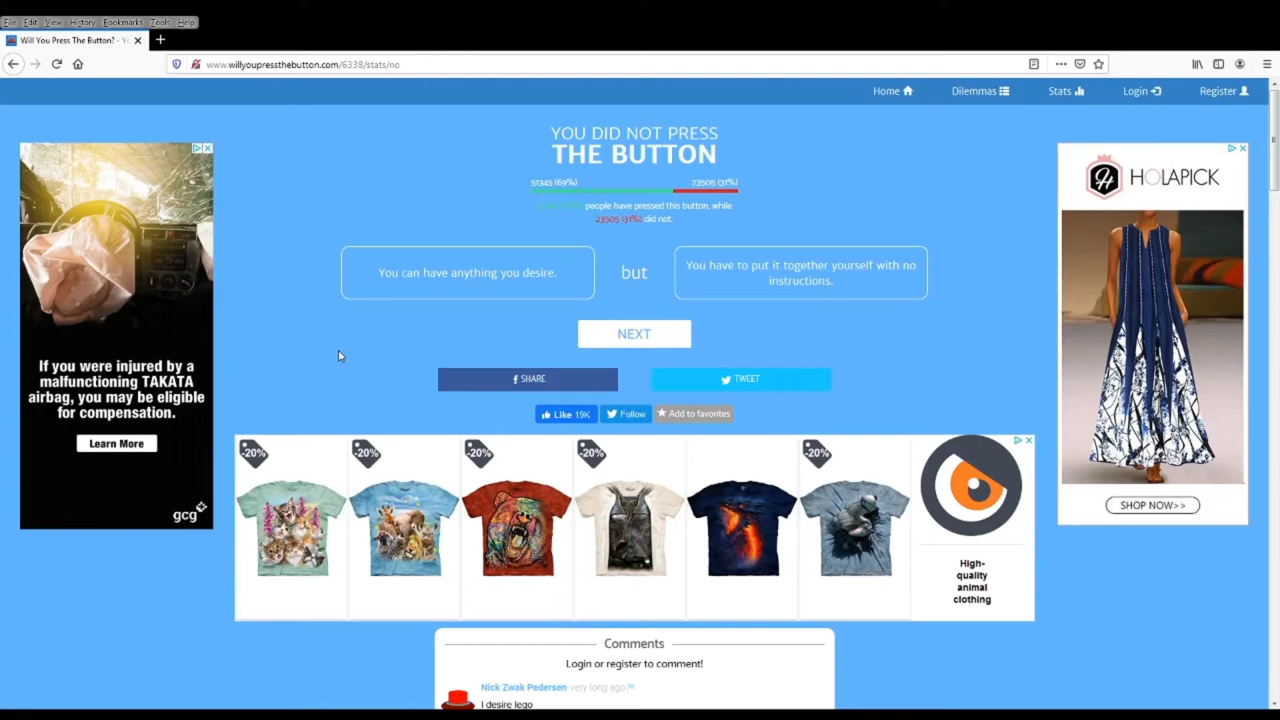 File Edit View History Bookmarks Tools Help
Will You Press The Button? - Yo
www.willyoupressthebutton.com/6338/stats/no
Home Dilemmas Stats Login Register
YOU DID NOT PRESS
THE BUTTON
51345 (69%) 23505 (31%)
people have pressed this button, while
23505 (31%) did not.
You can have anything you desire.
but
You have to put it together yourself with no
instructions.
NEXT
SHARE
TWEET
Like 19K
Follow
Add to favorites
If you were injured by a
malfunctioning TAKATA
airbag, you may be eligible
for compensation.
Learn More
gcg
HOLAPICK
SHOP NOW>>
-20%
-20%
-20%
-20%
-20%
High-
quality
animal
clothing
Comments
Login or register to comment!
Nick Zwak Pedersen very long ago
I desire lego